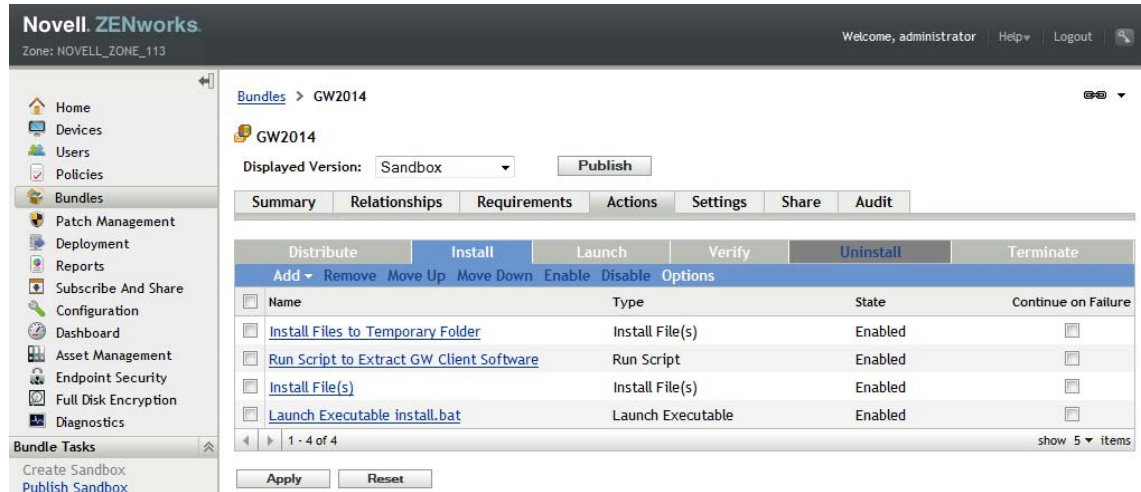 Novell. ZENworks.
Zone: NOVELL_ZONE_113
Welcome, administrator Help Logout
Home
Devices
Users
Policies
Bundles
Patch Management
Deployment
Reports
Subscribe And Share
Configuration
Dashboard
Asset Management
Endpoint Security
Full Disk Encryption
Diagnostics
Bundle Tasks
Create Sandbox
Publish Sandbox
Bundles > GW2014
GW2014
Displayed Version: Sandbox Publish
Summary Relationships Requirements Actions Settings Share Audit
Distribute Install Launch Verify Uninstall Terminate
Add Remove Move Up Move Down Enable Disable Options
Name Type State Continue on Failure
Install Files to Temporary Folder Install File(s) Enabled
Run Script to Extract GW Client Software Run Script Enabled
Install File(s) Install File(s) Enabled
Launch Executable install.bat Launch Executable Enabled
1 - 4 of 4 show 5 items
Apply Reset